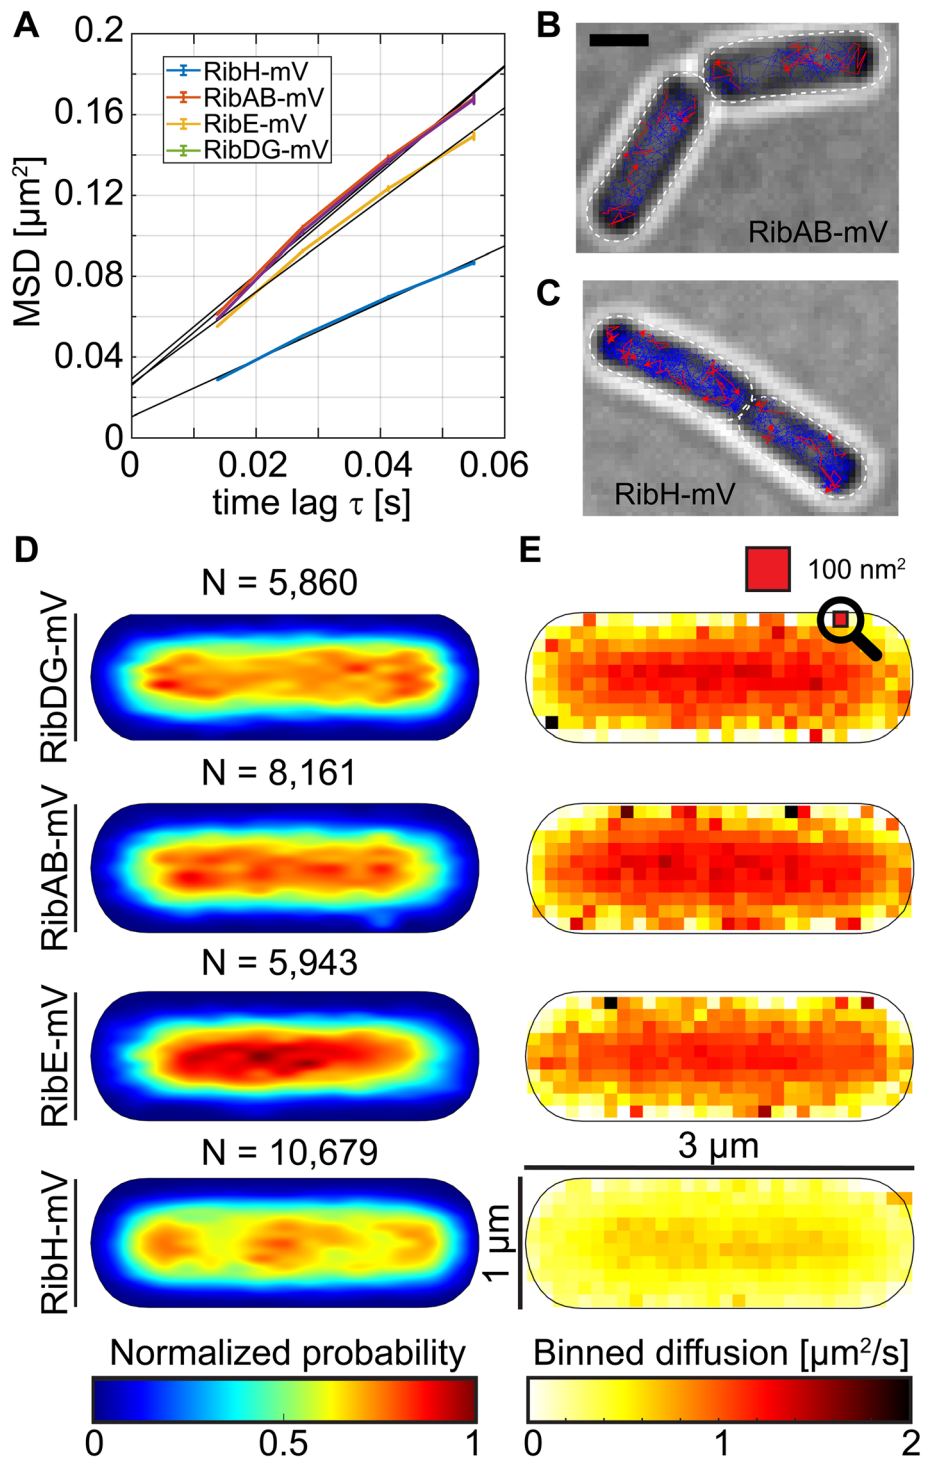 A
0.2
0.16
0.12
0.08
0.04
0
MSD [µm²]
RibH-mV
RibAB-mV
RibE-mV
RibDG-mV
0 0.02 0.04 0.06
time lag τ [s]
B
RibAB-mV
C
RibH-mV
D
E
100 nm²
N = 5,860
RibDG-mV
N = 8,161
RibAB-mV
N = 5,943
RibE-mV
N = 10,679
3 µm
RibH-mV
1 µm
Normalized probability
0 0.5 1
Binned diffusion [µm²/s]
0 1 2